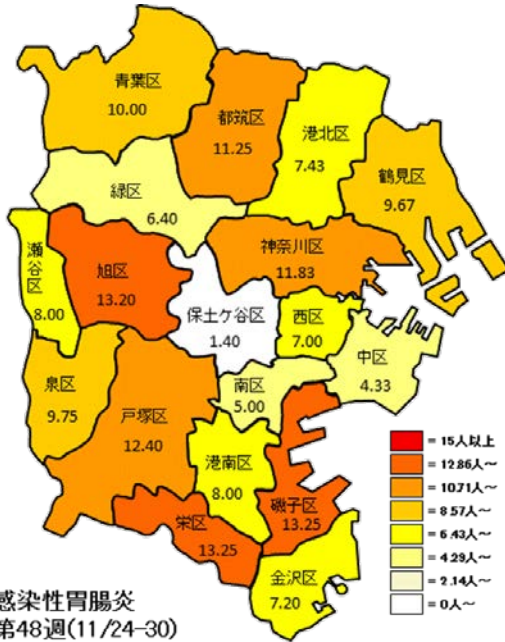 青葉区
10.00
都筑区
11.25
港北区
7.43
鶴見区
9.67
緑区
6.40
神奈川区
11.83
瀬谷区
8.00
旭区
13.20
保土ケ谷区
1.40
西区
7.00
中区
4.33
泉区
9.75
戸塚区
12.40
南区
5.00
港南区
8.00
磯子区
13.25
栄区
13.25
金沢区
7.20
= 15人以上
= 12.86人～
= 10.71人～
= 8.57人～
= 6.43人～
= 4.29人～
= 2.14人～
= 0人～
感染性胃腸炎
第48週(11/24-30)